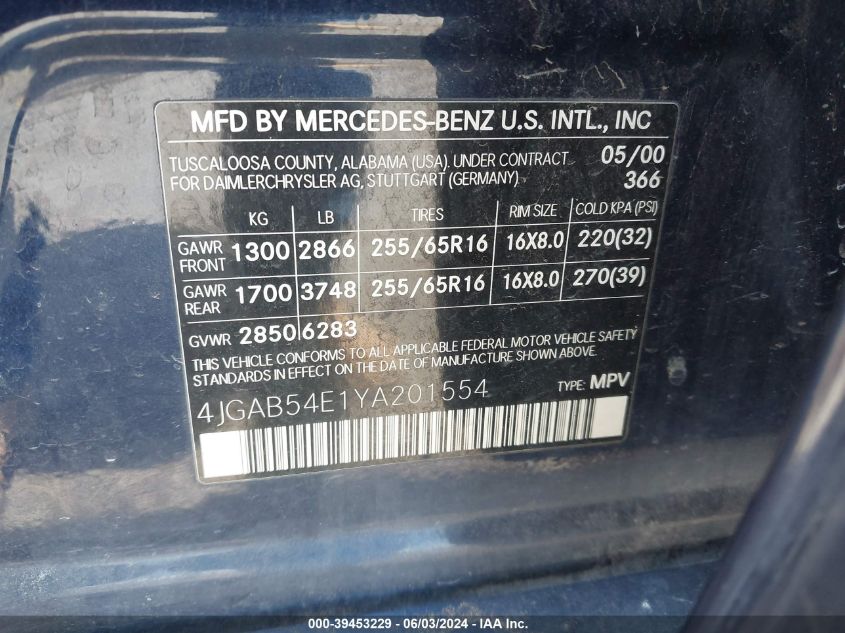 MFD BY MERCEDES-BENZ U.S. INTL., INC
TUSCALOOSA COUNTY, ALABAMA (USA). UNDER CONTRACT 05/00
FOR DAIMLERCHRYSLER AG, STUTTGART (GERMANY) 366
KG LB TIRES RIM SIZE COLD KPA (PSI)
GAWR FRONT 1300 2866 255/65R16 16X8.0 220(32)
GAWR REAR 1700 3748 255/65R16 16X8.0 270(39)
GVWR 2850 6283
THIS VEHICLE CONFORMS TO ALL APPLICABLE FEDERAL MOTOR VEHICLE SAFETY
STANDARDS IN EFFECT ON THE DATE OF MANUFACTURE SHOWN ABOVE.
4JGAB54E1YA201554 TYPE: MPV
000-39453229 - 06/03/2024 - IAAI.COM